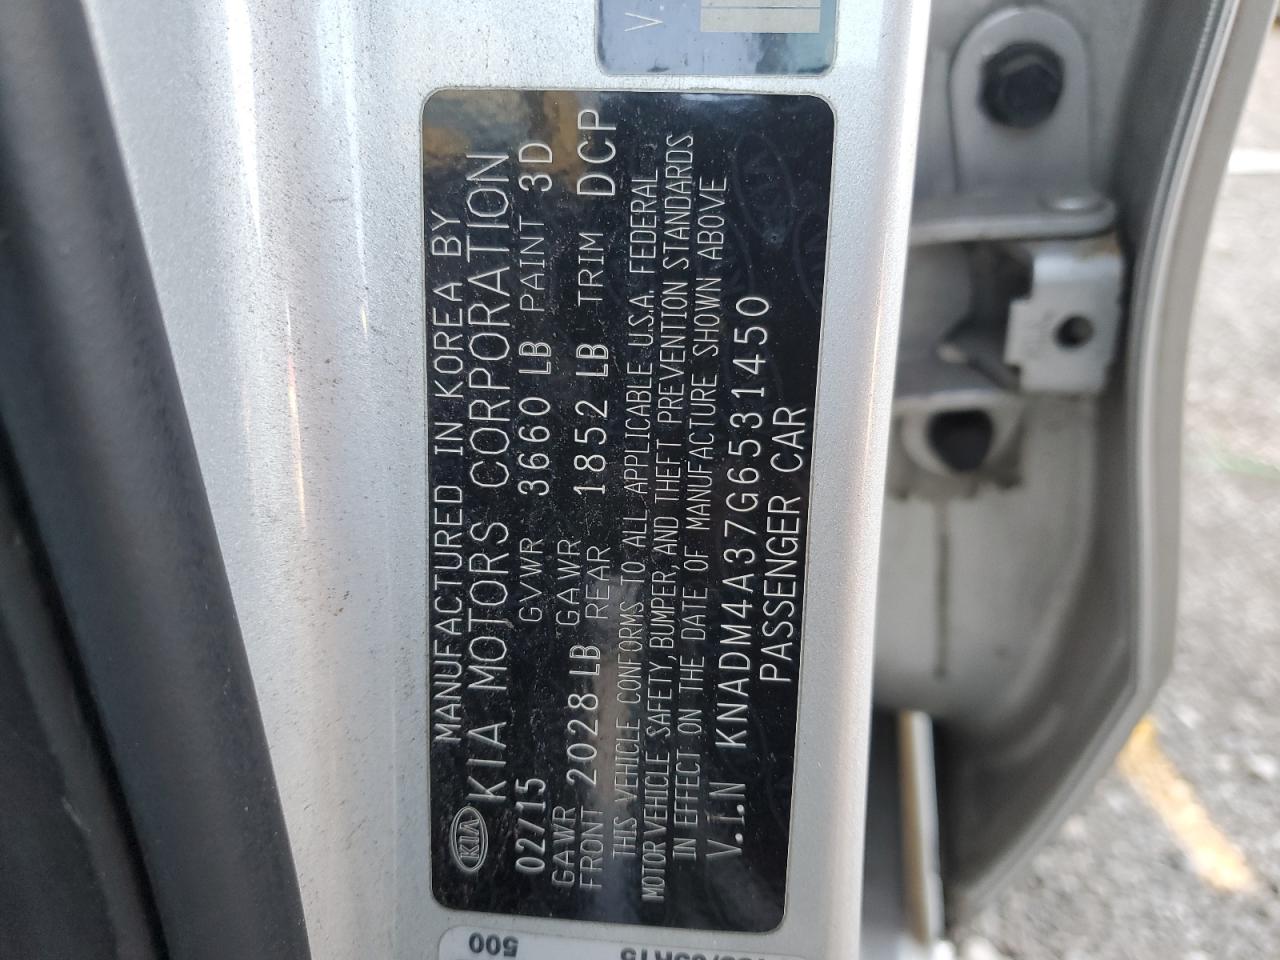 V
KIA
MANUFACTURED IN KOREA BY
KIA MOTORS CORPORATION
02/15 GVWR 3660 LB PAINT 3D
GAWR FRONT 2028 LB GAWR REAR 1852 LB TRIM DCP
THIS VEHICLE CONFORMS TO ALL APPLICABLE U.S.A. FEDERAL
MOTOR VEHICLE SAFETY, BUMPER, AND THEFT PREVENTION STANDARDS
IN EFFECT ON THE DATE OF MANUFACTURE SHOWN ABOVE
V.I.N KNADM4A37G6531450
PASSENGER CAR
500